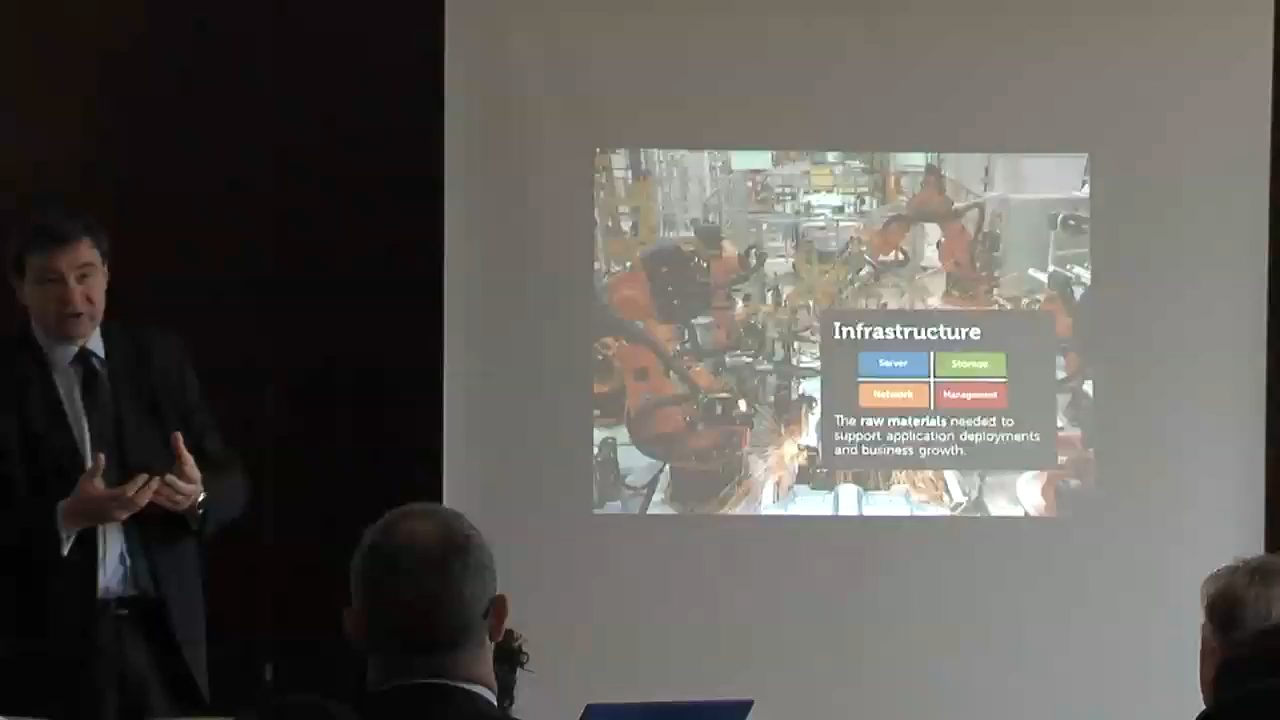 Infrastructure
Server
Storage
Network
Management
The raw materials needed to
support application deployments
and business growth.